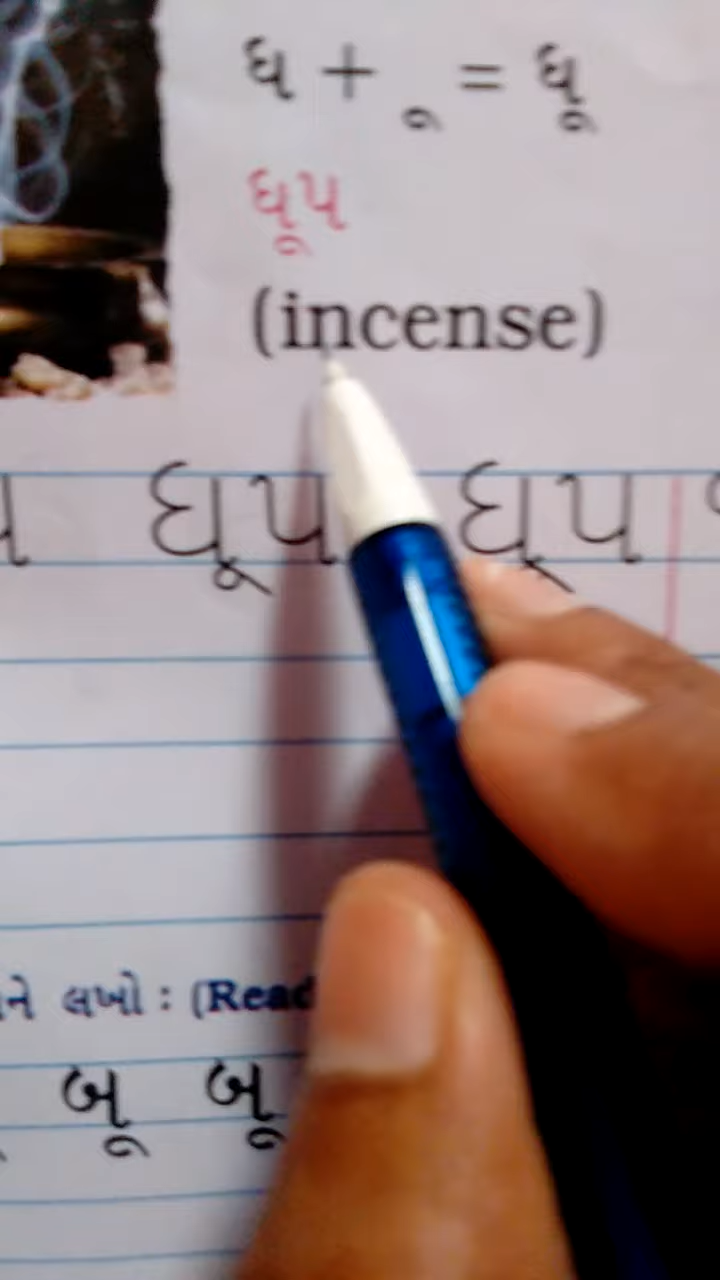 ધ + ૂ = ધૂ
ધૂપ
(incense)
ધૂપ ધૂપ
લખો : (Read
બૂ બૂ